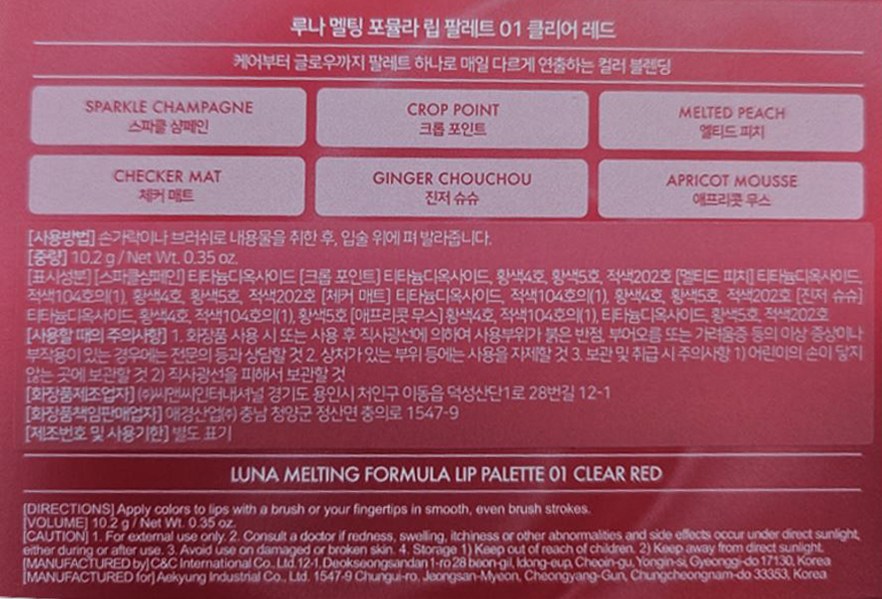 루나 멜팅 포뮬라 립 팔레트 01 클리어 레드
케어부터 글로우까지 팔레트 하나로 매일 다르게 연출하는 컬러 블렌딩
SPARKLE CHAMPAGNE
스파클 샴페인
CROP POINT
크롭 포인트
MELTED PEACH
멜티드 피치
CHECKER MAT
체커 매트
GINGER CHOUCHOU
진저 슈슈
APRICOT MOUSSE
애프리콧 무스
[사용방법] 손가락이나 브러쉬로 내용물을 취한 후, 입술 위에 펴 발라줍니다.
[중량] 10.2 g / Net Wt. 0.35 oz.
[표시성분] [스파클샴페인] 티타늄디옥사이드 [크롭 포인트] 티타늄디옥사이드, 황색4호, 황색5호, 적색202호 [멜티드 피치] 티타늄디옥사이드,
적색104호의(1), 황색4호, 황색5호, 적색202호 [체커 매트] 티타늄디옥사이드, 적색104호의(1), 황색4호, 황색5호, 적색202호 [진저 슈슈]
티타늄디옥사이드, 황색4호, 적색104호의(1), 황색5호 [애프리콧 무스] 황색4호, 적색104호의(1), 티타늄디옥사이드, 황색5호, 적색202호
[사용할 때의 주의사항] 1. 화장품 사용 시 또는 사용 후 직사광선에 의하여 사용부위가 붉은 반점, 부어오름 또는 가려움증 등의 이상 증상이나
부작용이 있는 경우에는 전문의 등과 상담할 것 2. 상처가 있는 부위 등에는 사용을 자제할 것 3. 보관 및 취급 시 주의사항 1) 어린이의 손이 닿지
않는 곳에 보관할 것 2) 직사광선을 피해서 보관할 것
[화장품제조업자] ㈜씨앤씨인터내셔널 경기도 용인시 처인구 이동읍 덕성산단1로 28번길 12-1
[화장품책임판매업자] 애경산업㈜ 충남 청양군 정산면 충의로 1547-9
[제조번호 및 사용기한] 별도 표기
LUNA MELTING FORMULA LIP PALETTE 01 CLEAR RED
[DIRECTIONS] Apply colors to lips with a brush or your fingertips in smooth, even brush strokes.
[VOLUME] 10.2 g / Net Wt. 0.35 oz.
[CAUTION] 1. For external use only. 2. Consult a doctor if redness, swelling, itchiness or other abnormalities and side effects occur under direct sunlight,
either during or after use. 3. Avoid use on damaged or broken skin. 4. Storage 1) Keep out of reach of children. 2) Keep away from direct sunlight.
[MANUFACTURED by] C&C International Co., Ltd. 12-1, Deokseongsandan 1-ro 28 beon-gil, Idong-eup, Cheoin-gu, Yongin-si, Gyeonggi-do 17130, Korea
[MANUFACTURED for] Aekyung Industrial Co., Ltd. 1547-9 Chungui-ro, Jeongsan-Myeon, Cheongyang-Gun, Chungcheongnam-do 33353, Korea